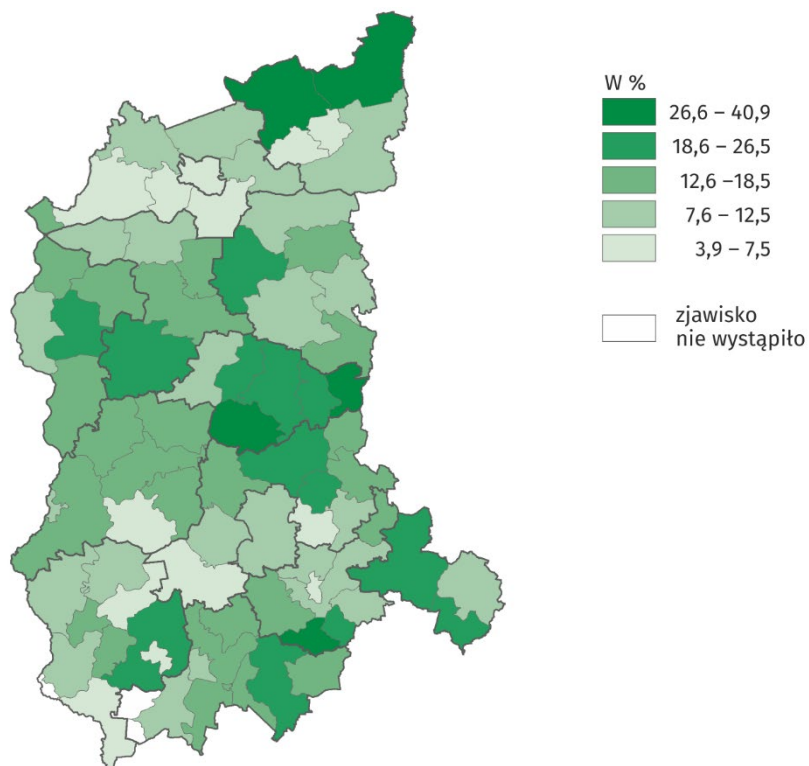 W %
26,6 – 40,9
18,6 – 26,5
12,6 –18,5
7,6 – 12,5
3,9 – 7,5
zjawisko
nie wystąpiło